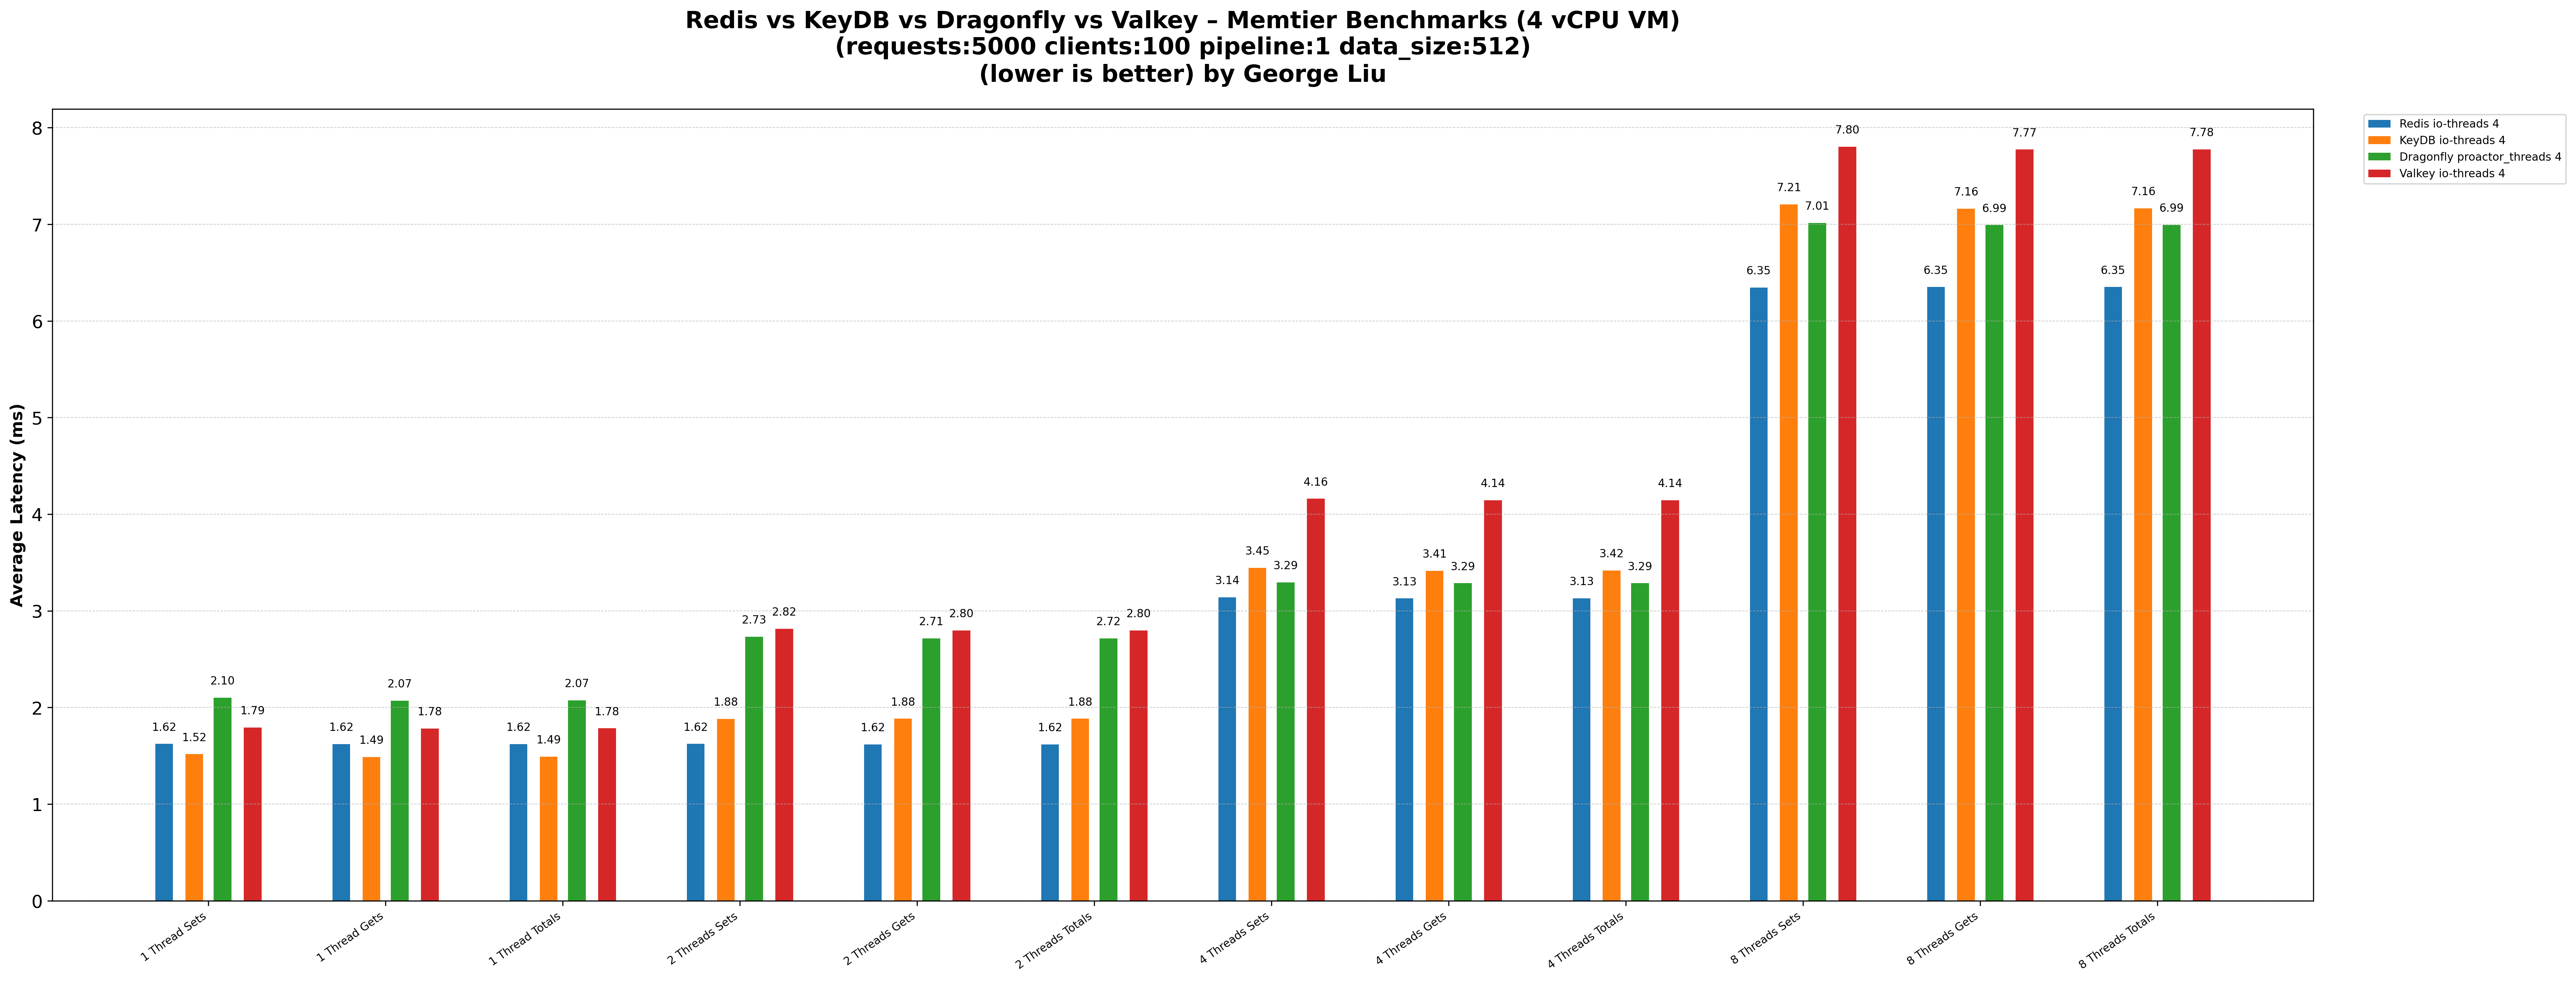 Redis vs KeyDB vs Dragonfly vs Valkey – Memtier Benchmarks (4 vCPU VM)
(requests:5000 clients:100 pipeline:1 data_size:512)
(lower is better) by George Liu
Redis io-threads 4
KeyDB io-threads 4
Dragonfly proactor_threads 4
Valkey io-threads 4
Average Latency (ms)
8
7
6
5
4
3
2
1
0
1.62 1.52 2.10 1.79
1.62 1.49 2.07 1.78
1.62 1.49 2.07 1.78
1.62 1.88 2.73 2.82
1.62 1.88 2.71 2.80
1.62 1.88 2.72 2.80
3.14 3.45 3.29 4.16
3.13 3.41 3.29 4.14
3.13 3.42 3.29 4.14
6.35 7.21 7.01 7.80
6.35 7.16 6.99 7.77
6.35 7.16 6.99 7.78
1 Thread Sets
1 Thread Gets
1 Thread Totals
2 Threads Sets
2 Threads Gets
2 Threads Totals
4 Threads Sets
4 Threads Gets
4 Threads Totals
8 Threads Sets
8 Threads Gets
8 Threads Totals